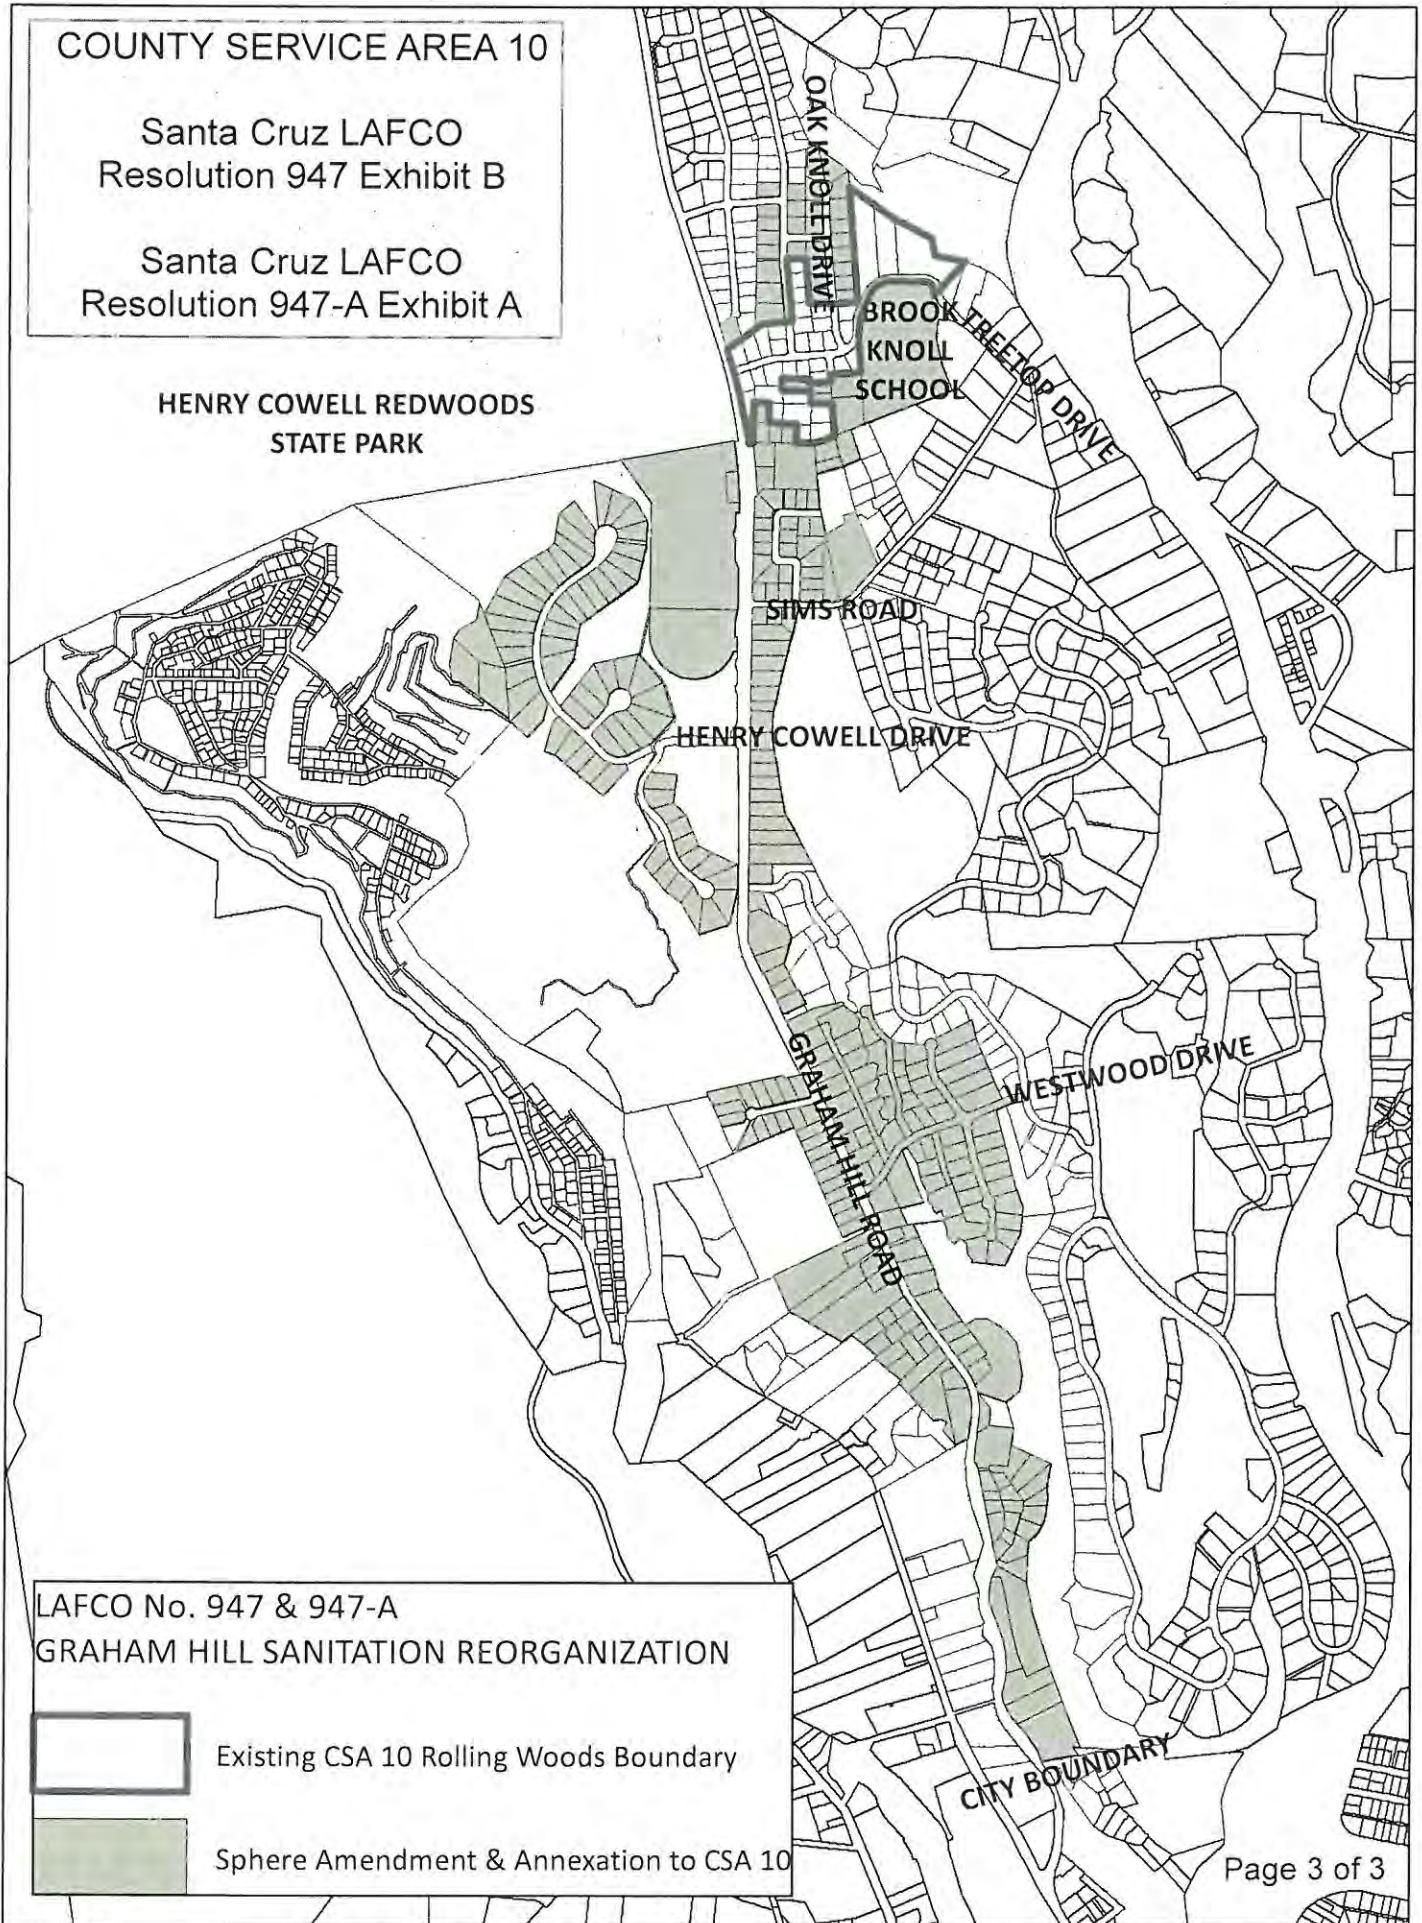 COUNTY SERVICE AREA 10
Santa Cruz LAFCO
Resolution 947 Exhibit B
Santa Cruz LAFCO
Resolution 947-A Exhibit A
OAK KNOLL DRIVE
BROOK
KNOLL
SCHOOL
TREETOP DRIVE
HENRY COWELL REDWOODS
STATE PARK
SIMS ROAD
HENRY COWELL DRIVE
GRAHAM HILL ROAD
WESTWOOD DRIVE
CITY BOUNDARY
LAFCO No. 947 & 947-A
GRAHAM HILL SANITATION REORGANIZATION
Existing CSA 10 Rolling Woods Boundary
Sphere Amendment & Annexation to CSA 10
Page 3 of 3